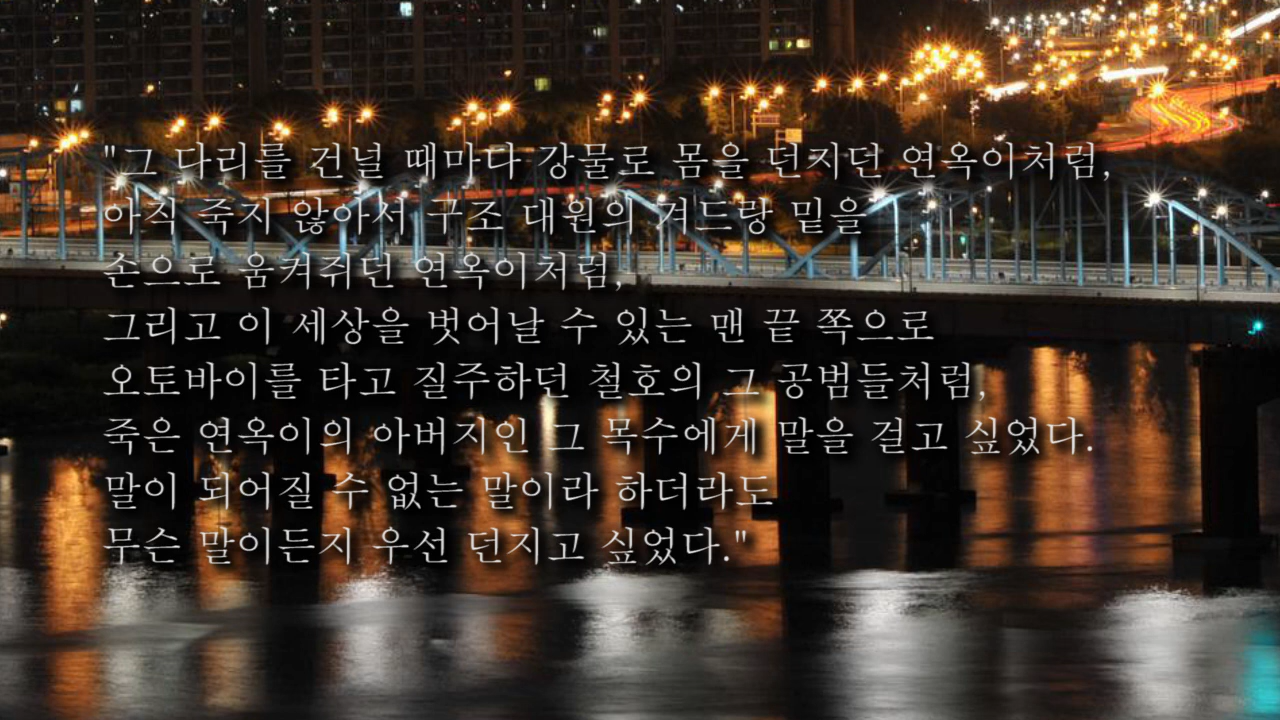 "그 다리를 건널 때마다 강물로 몸을 던지던 연옥이처럼,
아직 죽지 않아서 구조 대원의 겨드랑 밑을
손으로 움켜쥐던 연옥이처럼,
그리고 이 세상을 벗어날 수 있는 맨 끝 쪽으로
오토바이를 타고 질주하던 철호의 그 공범들처럼,
죽은 연옥이의 아버지인 그 목수에게 말을 걸고 싶었다.
말이 되어질 수 없는 말이라 하더라도
무슨 말이든지 우선 던지고 싶었다."